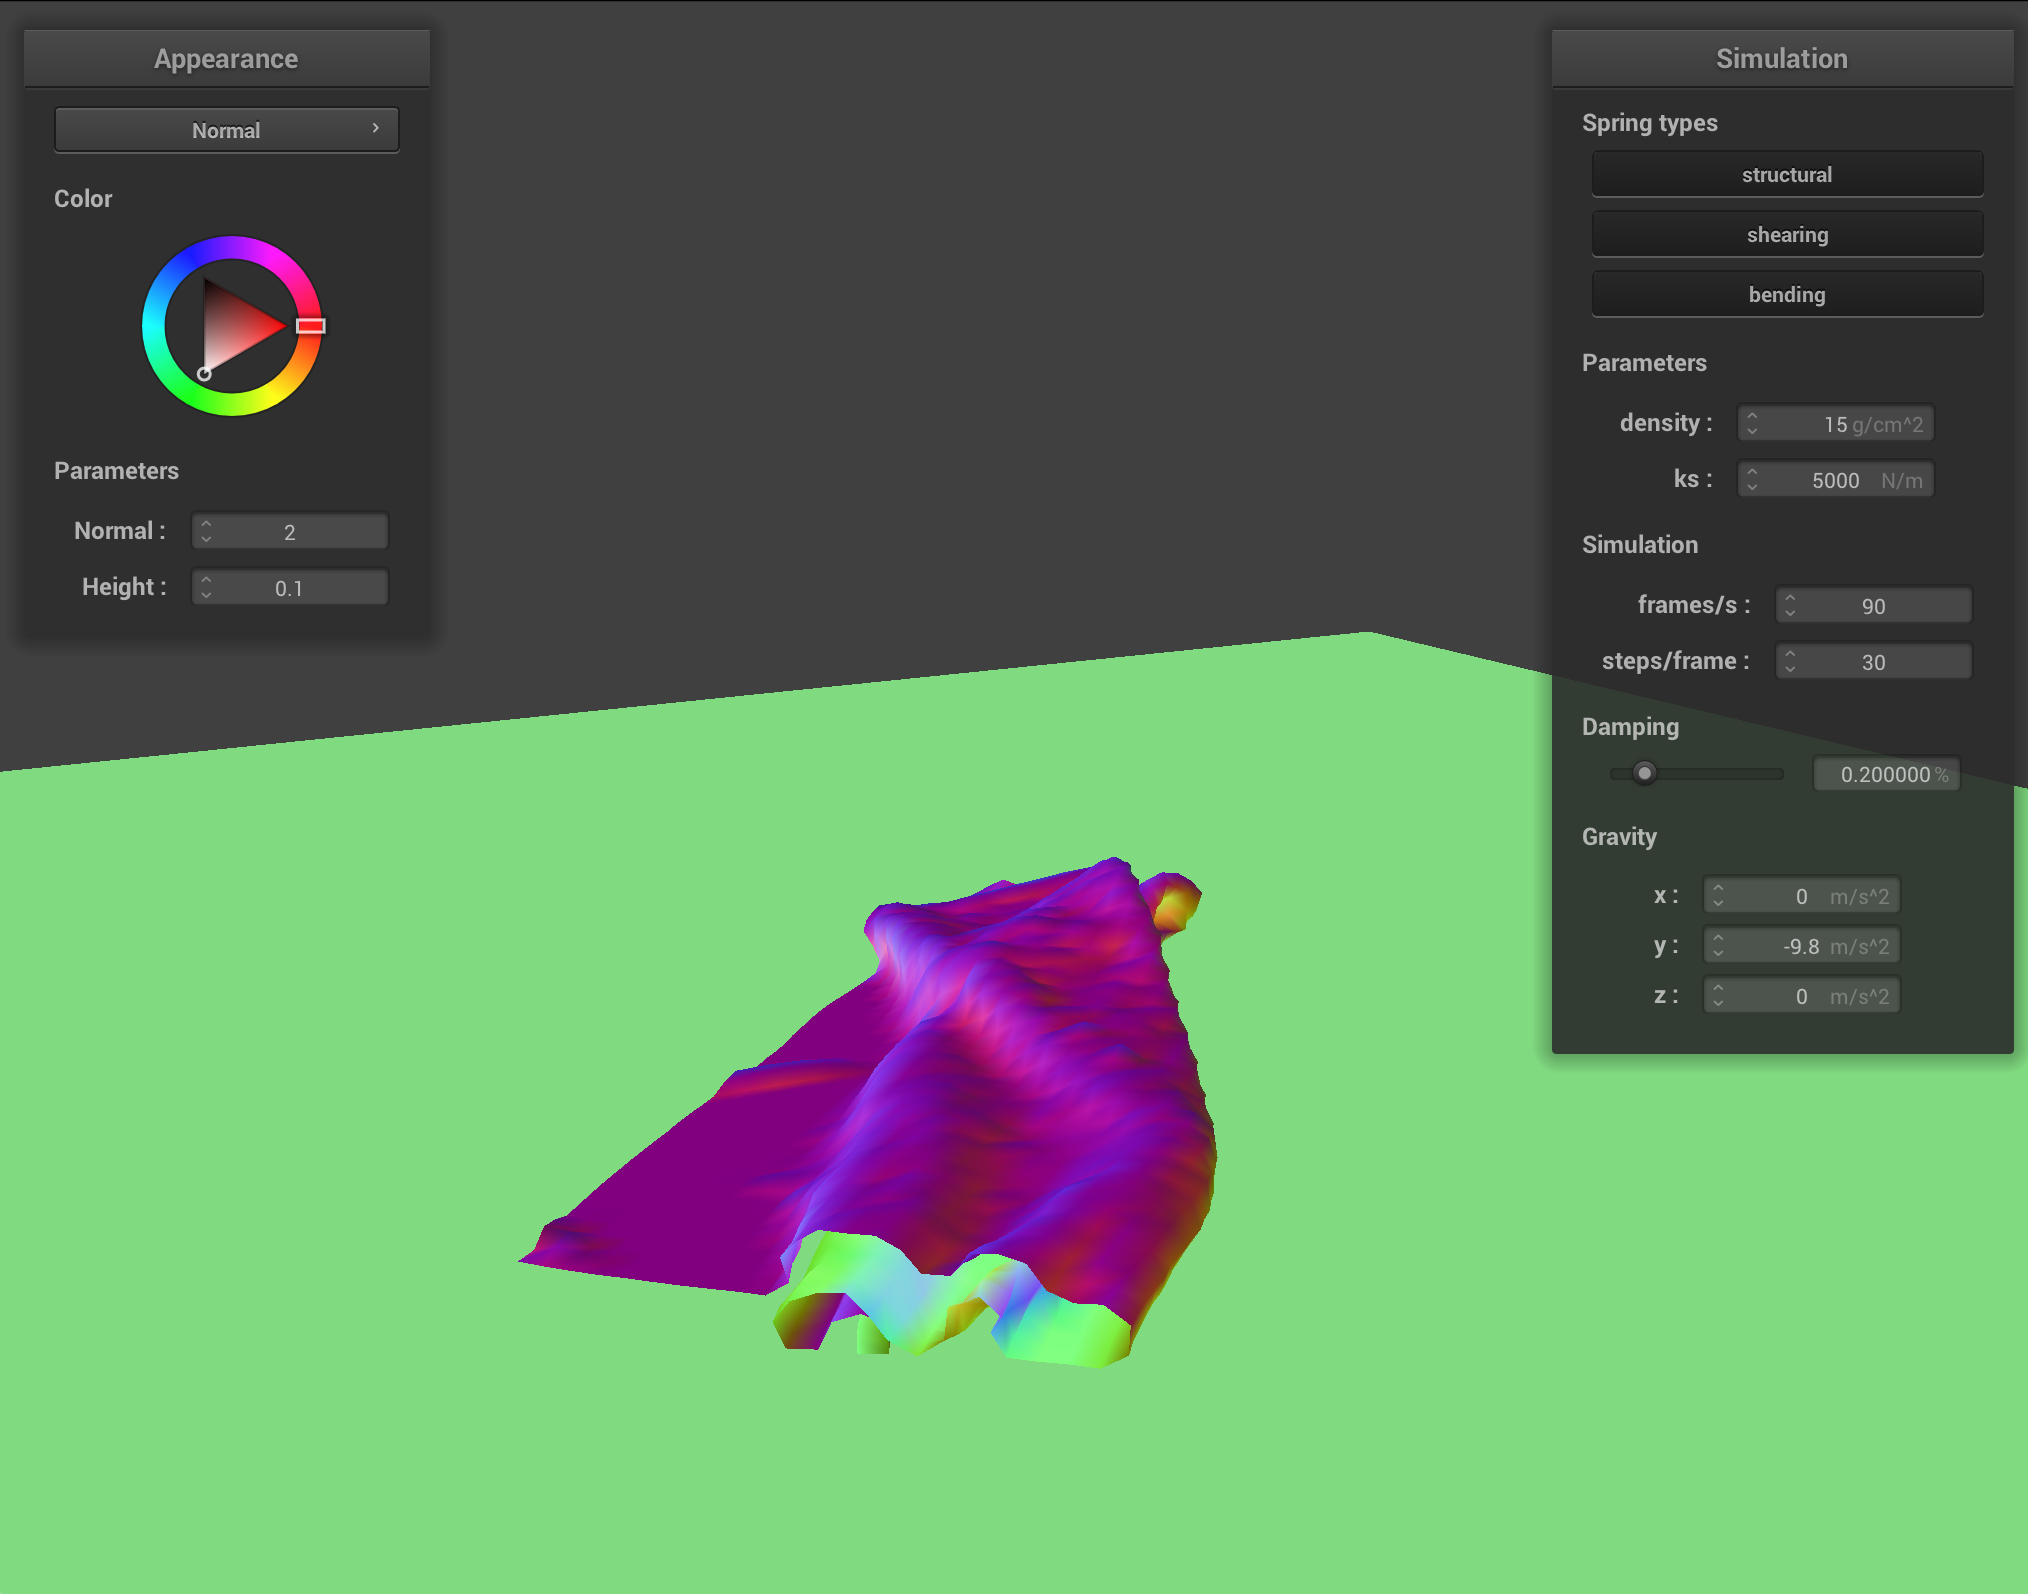 Appearance
Normal
Color
Parameters
Normal : 2
Height : 0.1
Simulation
Spring types
structural
shearing
bending
Parameters
density : 15 g/cm^2
ks : 5000 N/m
Simulation
frames/s : 90
steps/frame : 30
Damping
0.200000 %
Gravity
x : 0 m/s^2
y : -9.8 m/s^2
z : 0 m/s^2